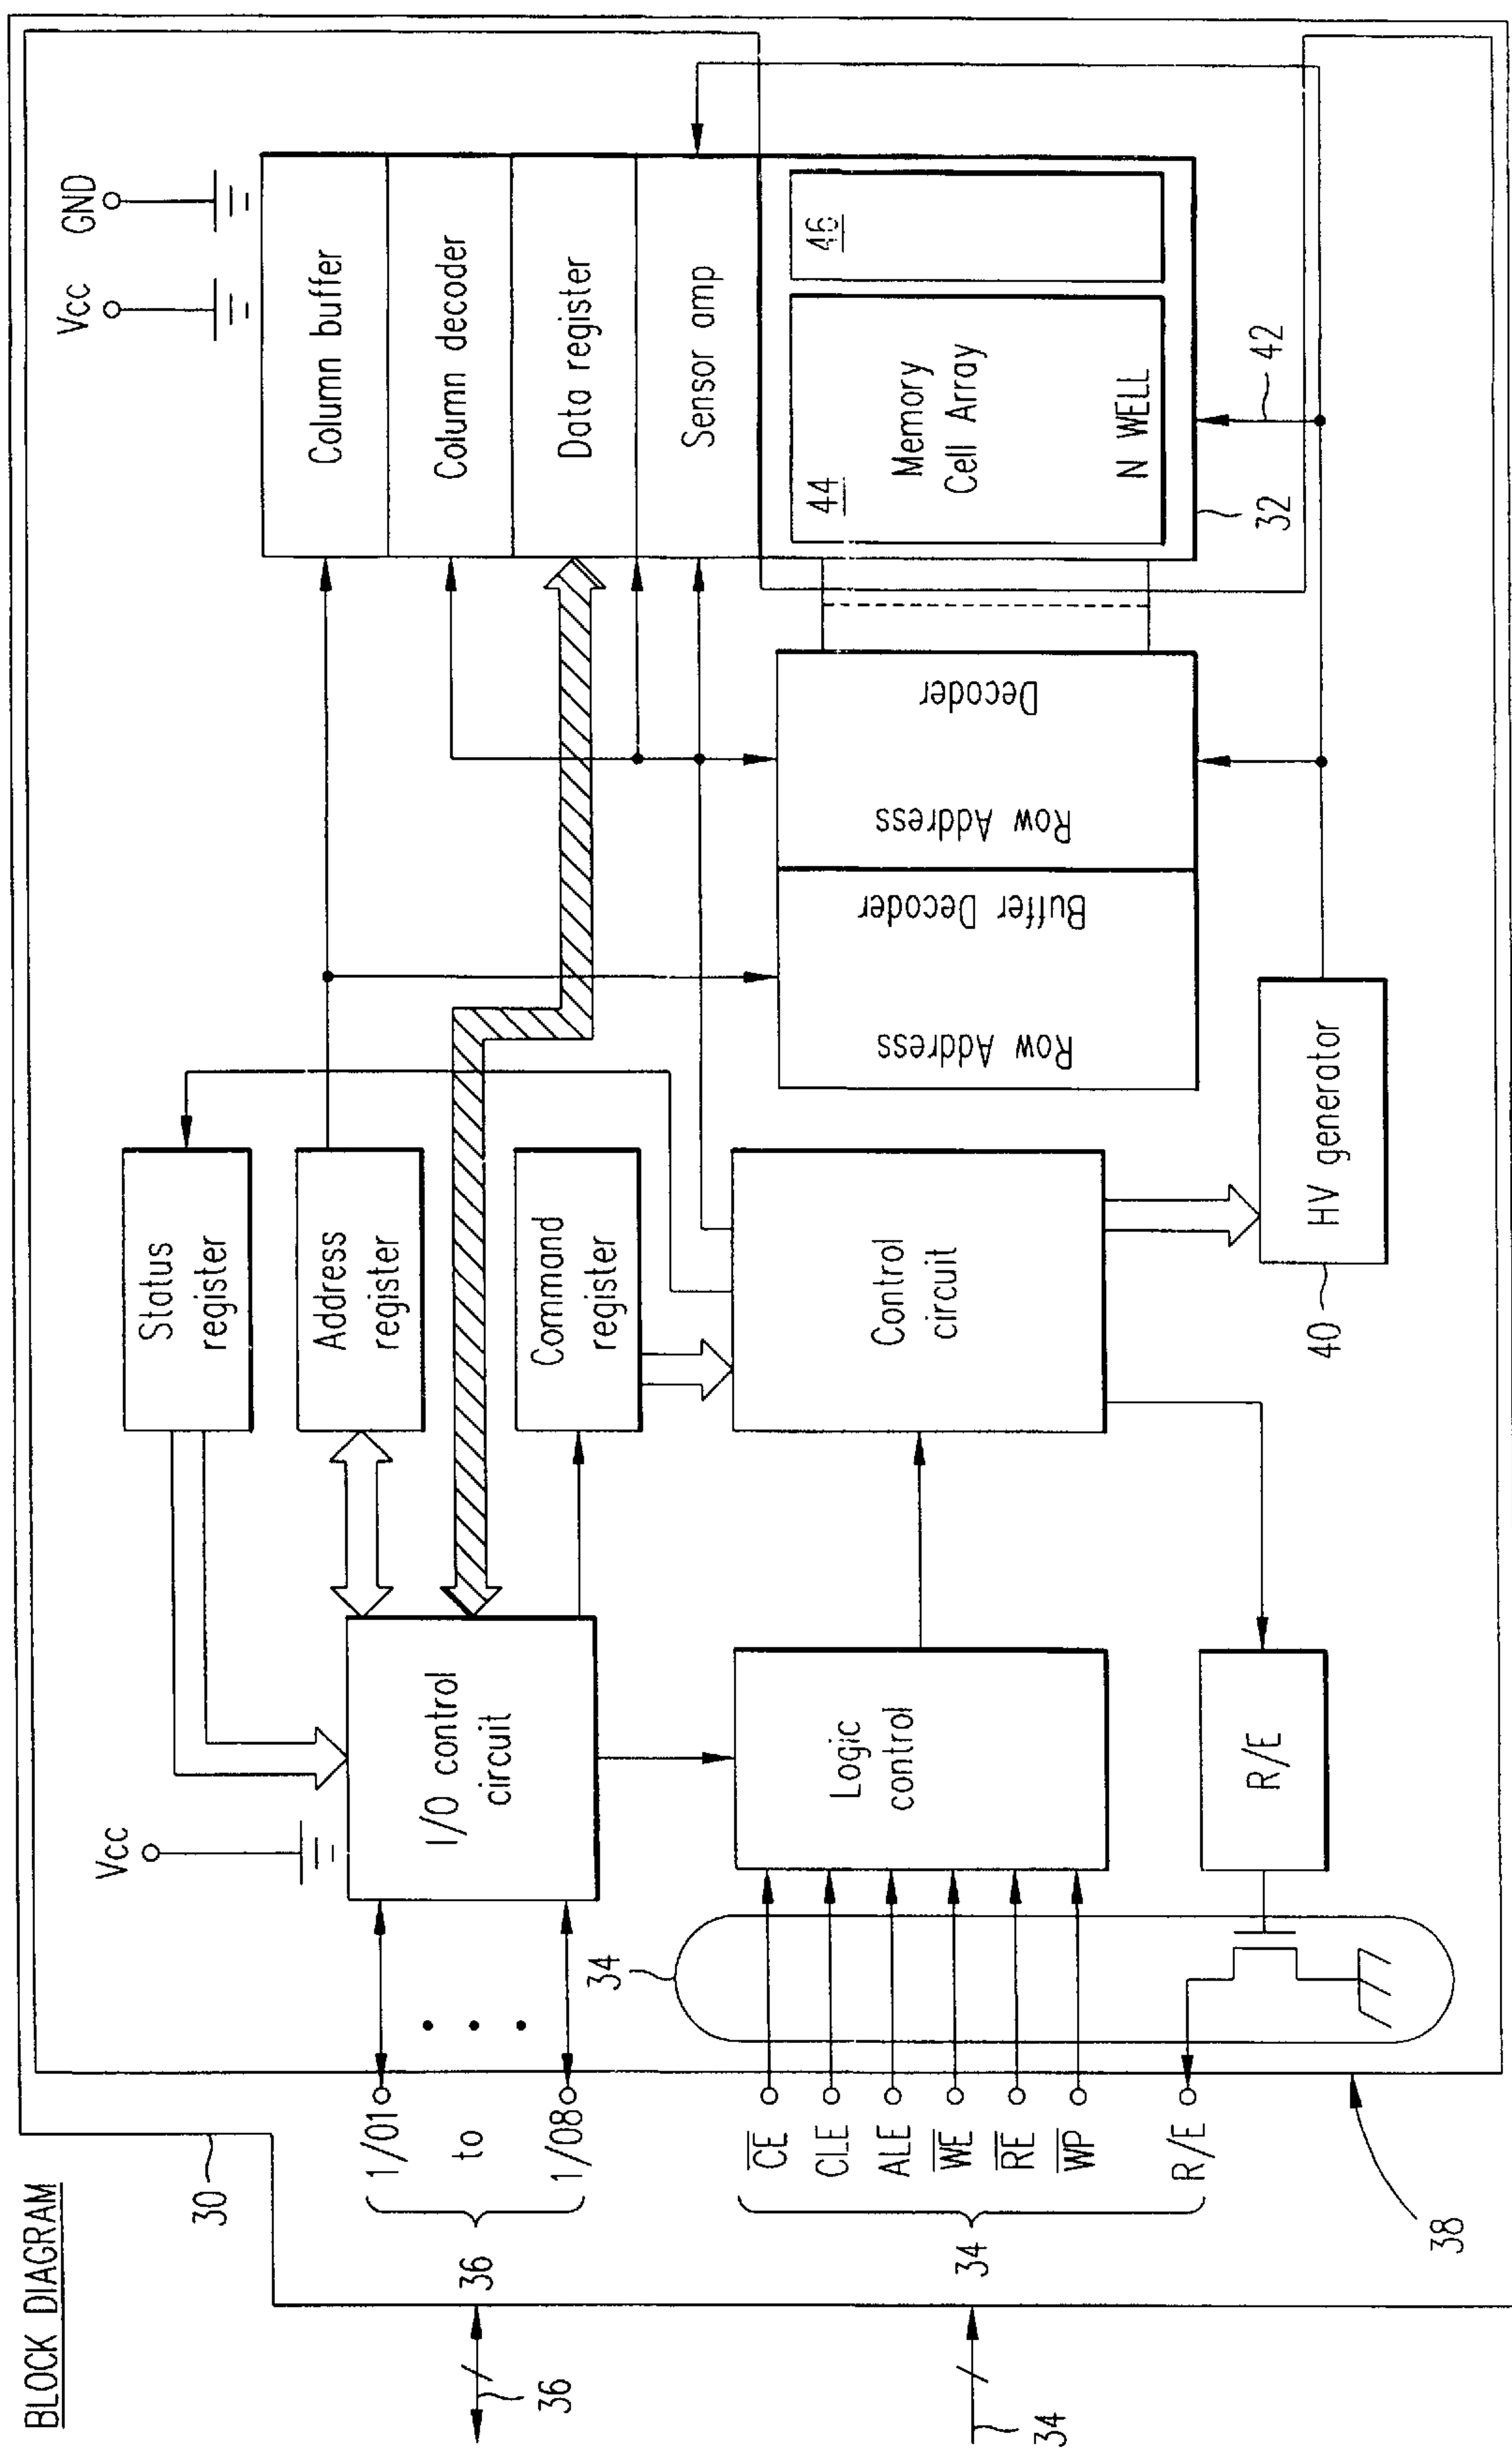 BLOCK DIAGRAM
30
36
34
36
34
38
1/01
to
1/08
CE
CLE
ALE
WE
RE
WP
R/E
34
Vcc
I/O control
circuit
Logic
control
R/E
Status
register
Address
register
Command
register
Control
circuit
40
HV generator
Row Address
Buffer Decoder
Row Address
Decoder
Vcc
GND
Column buffer
Column decoder
Data register
Sensor amp
44
Memory
Cell Array
N WELL
46
32
42